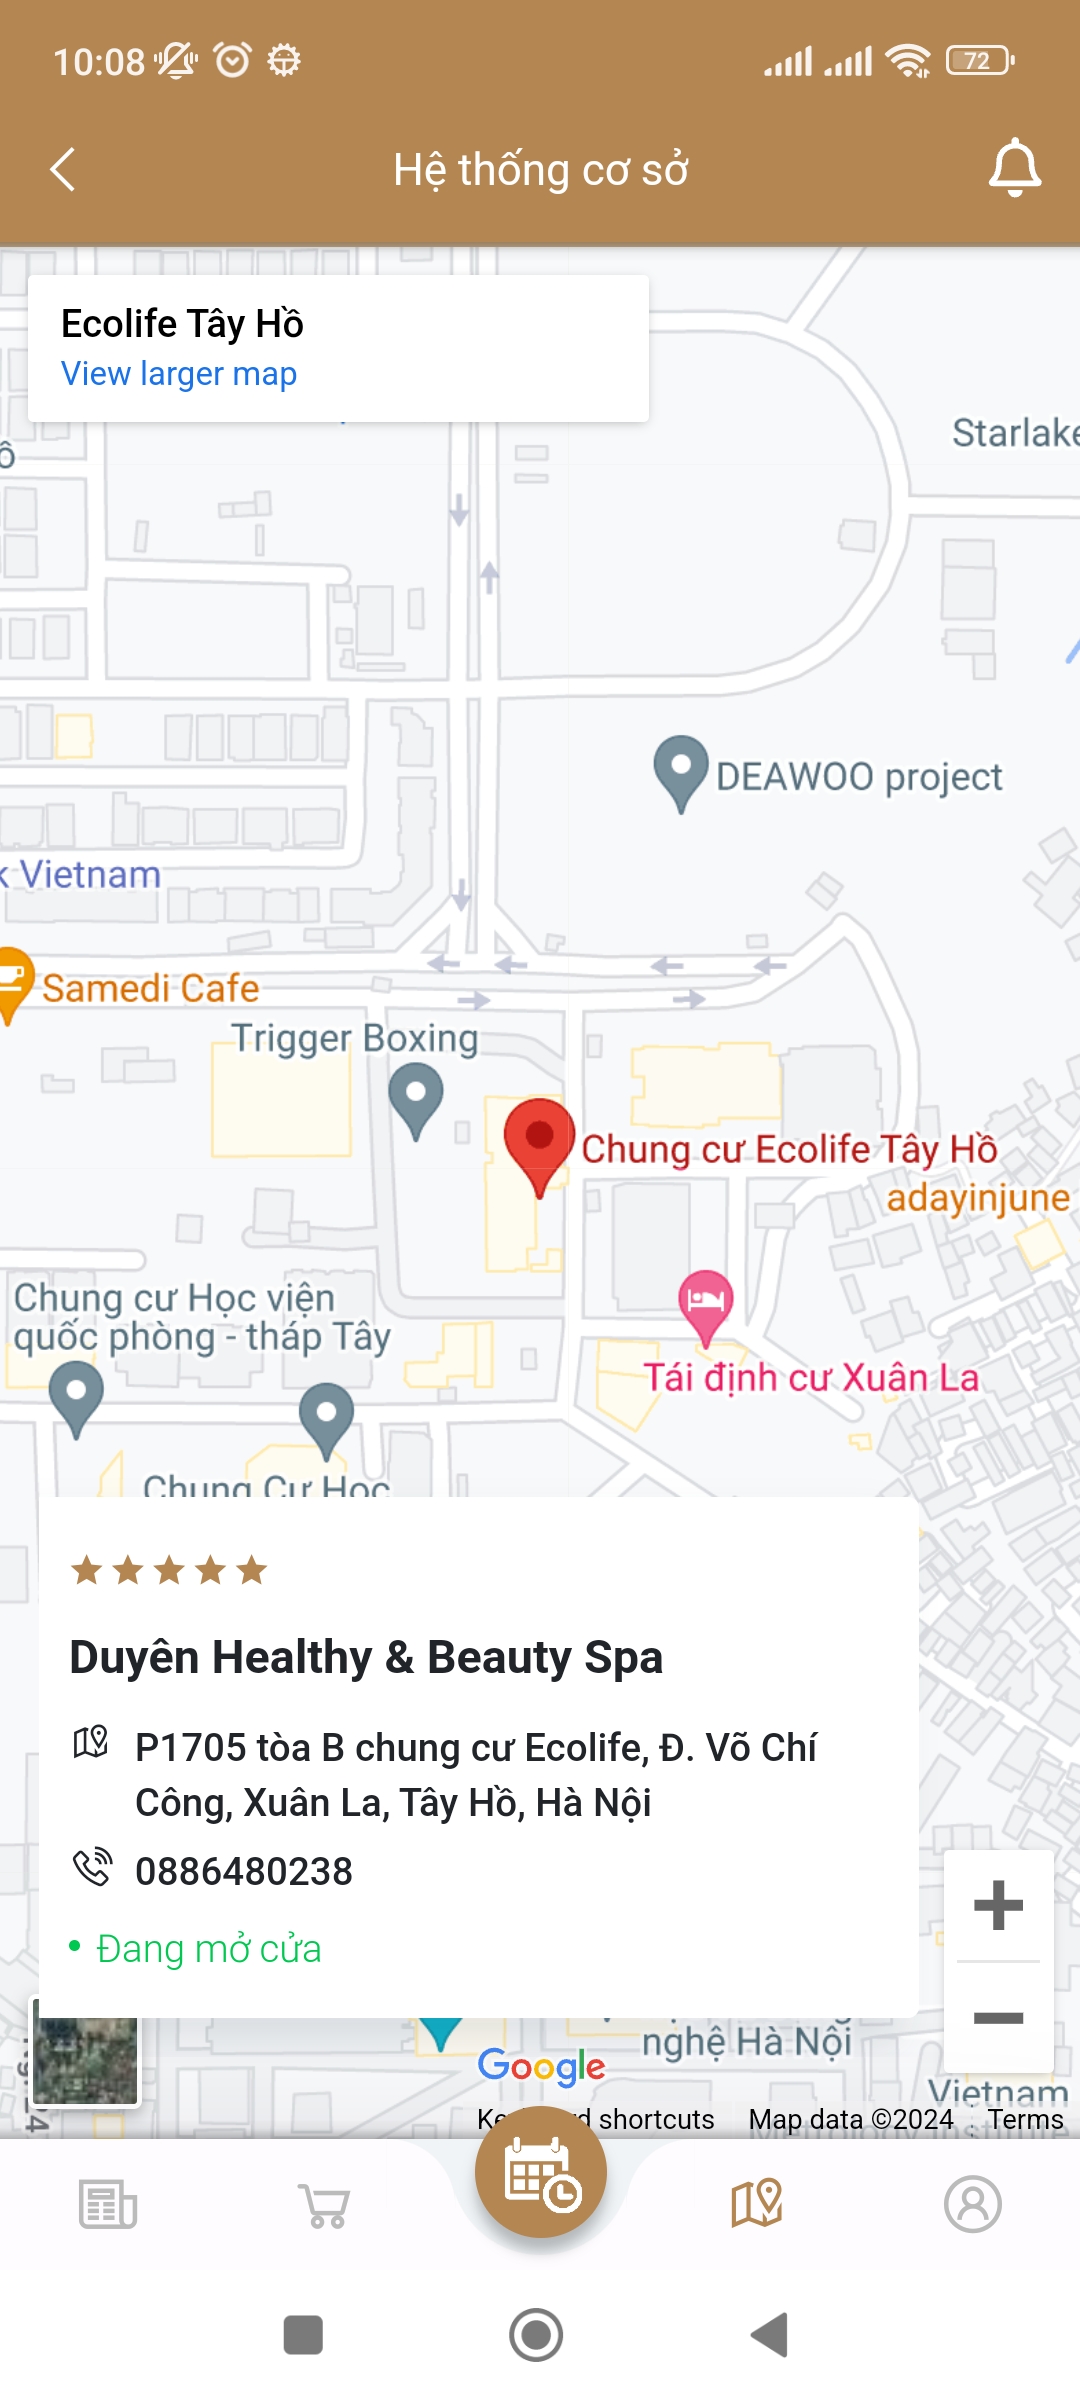 10:08
72
Hệ thống cơ sở
Ecolife Tây Hồ
View larger map
Starlake
DEAWOO project
k Vietnam
Samedi Cafe
Trigger Boxing
Chung cư Ecolife Tây Hồ
adayinjune
Chung cư Học viện
quốc phòng - tháp Tây
Tái định cư Xuân La
Chung Cư Học
Duyên Healthy & Beauty Spa
P1705 tòa B chung cư Ecolife, Đ. Võ Chí
Công, Xuân La, Tây Hồ, Hà Nội
0886480238
Đang mở cửa
nghệ Hà Nội
Google
Vietnam
shortcuts
Map data ©2024
Terms